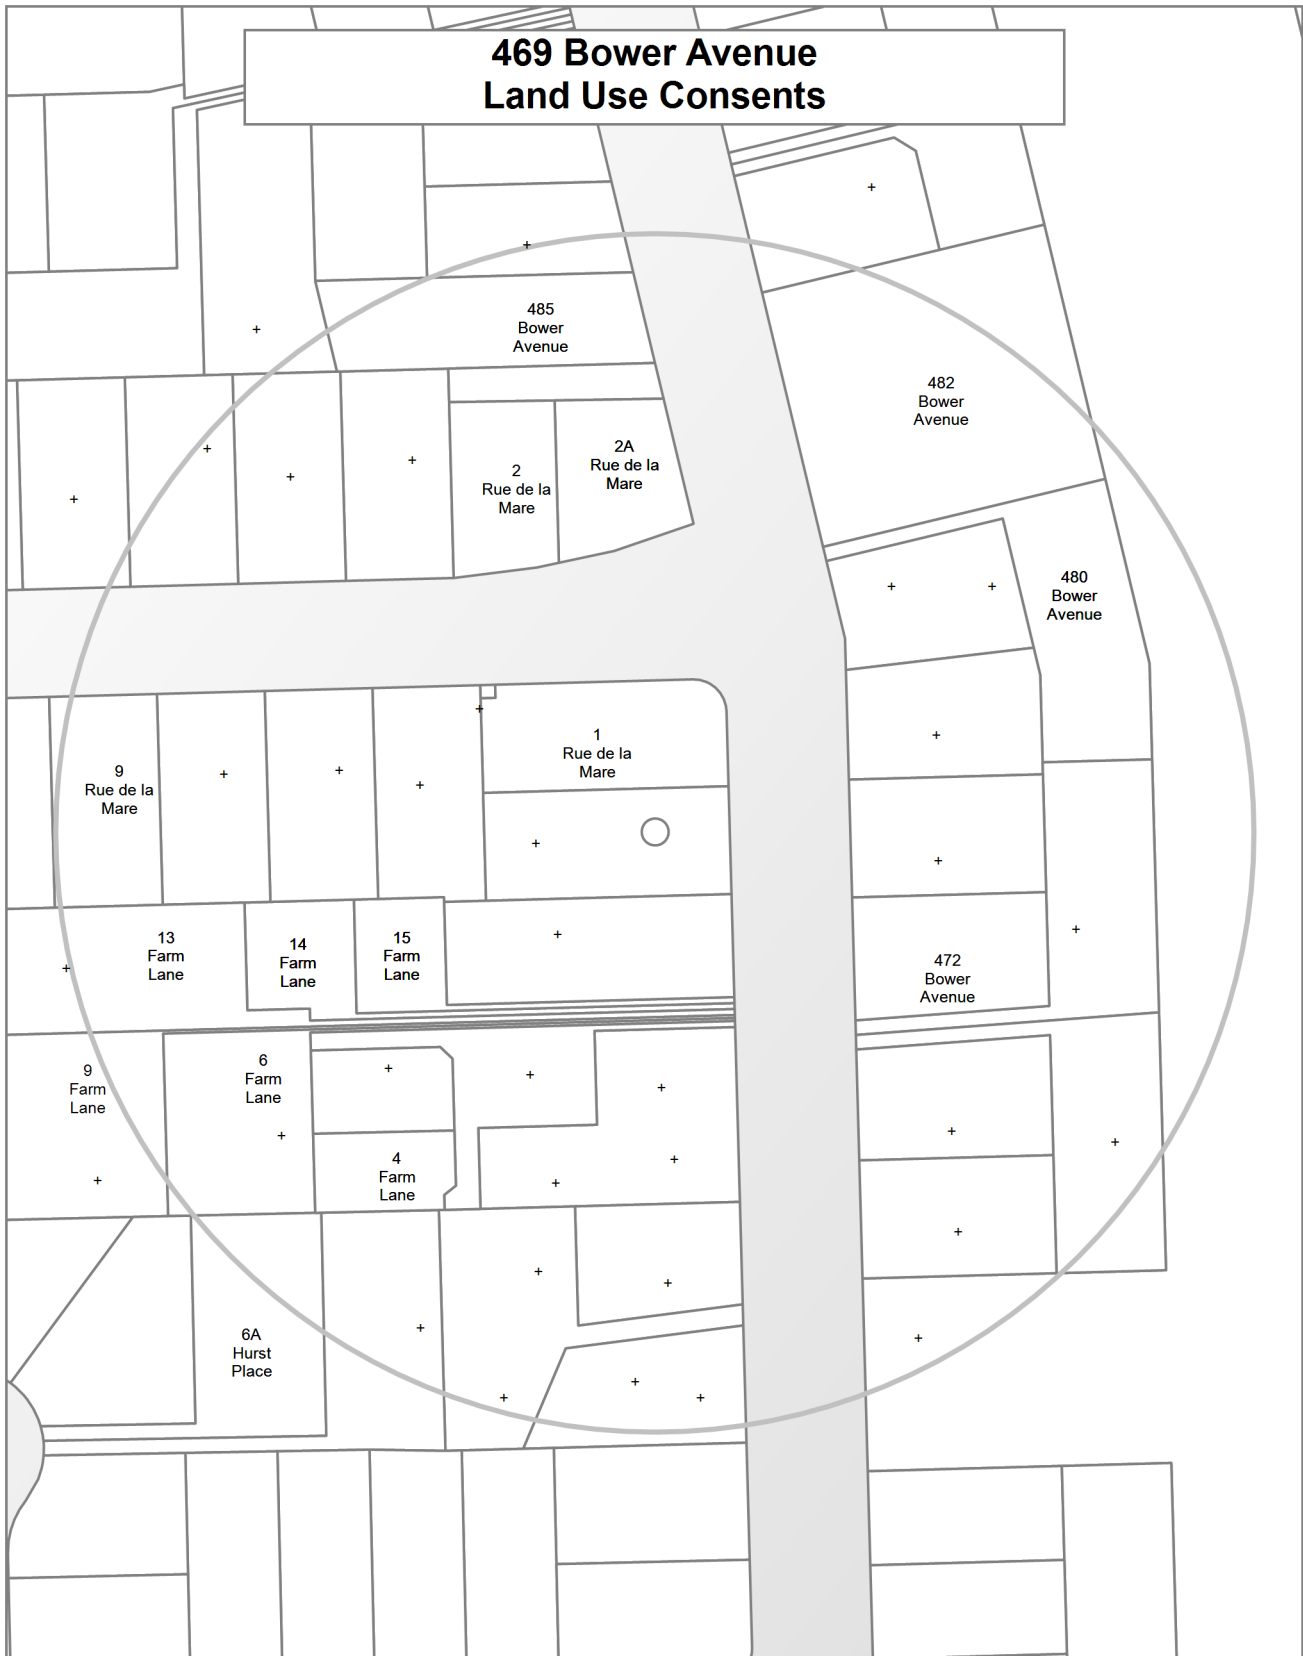 469 Bower Avenue
Land Use Consents
485
Bower
Avenue
482
Bower
Avenue
2A
Rue de la
Mare
2
Rue de la
Mare
480
Bower
Avenue
1
Rue de la
Mare
9
Rue de la
Mare
13
Farm
Lane
14
Farm
Lane
15
Farm
Lane
472
Bower
Avenue
9
Farm
Lane
6
Farm
Lane
4
Farm
Lane
6A
Hurst
Place